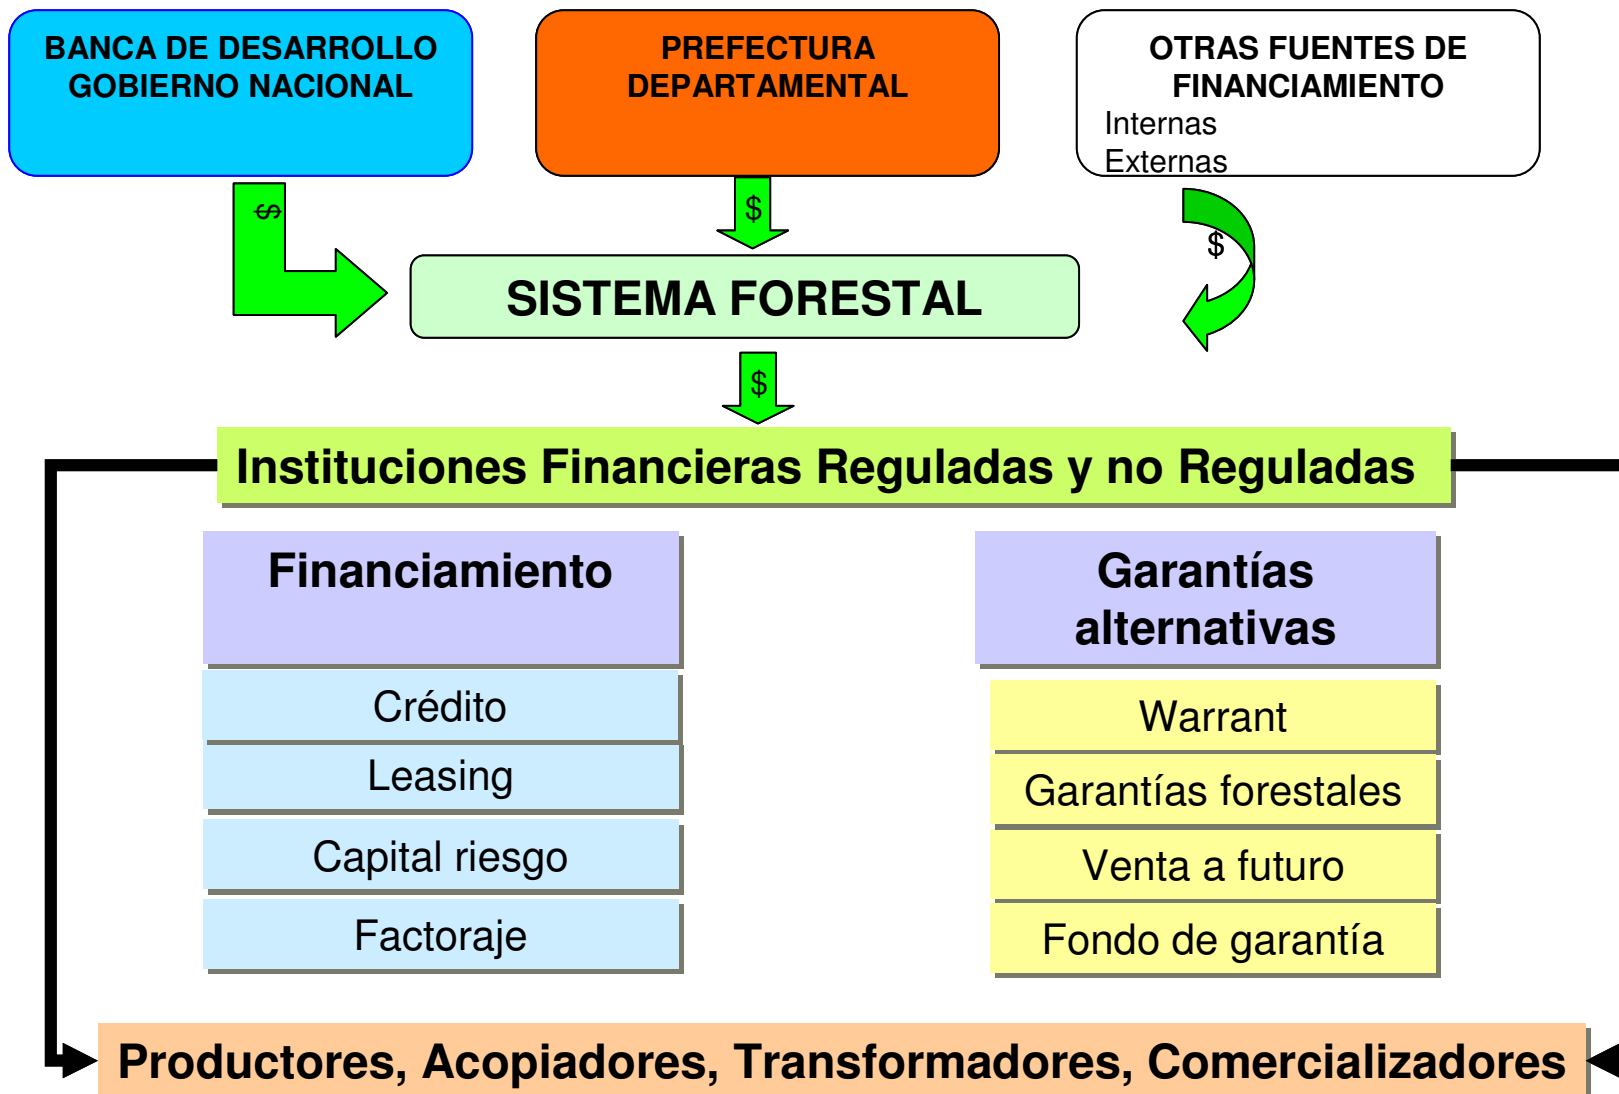 BANCA DE DESARROLLO
GOBIERNO NACIONAL
PREFECTURA
DEPARTAMENTAL
OTRAS FUENTES DE
FINANCIAMIENTO
Internas
Externas
$
$
$
SISTEMA FORESTAL
$
Instituciones Financieras Reguladas y no Reguladas
Financiamiento
Crédito
Leasing
Capital riesgo
Factoraje
Garantías
alternativas
Warrant
Garantías forestales
Venta a futuro
Fondo de garantía
Productores, Acopiadores, Transformadores, Comercializadores